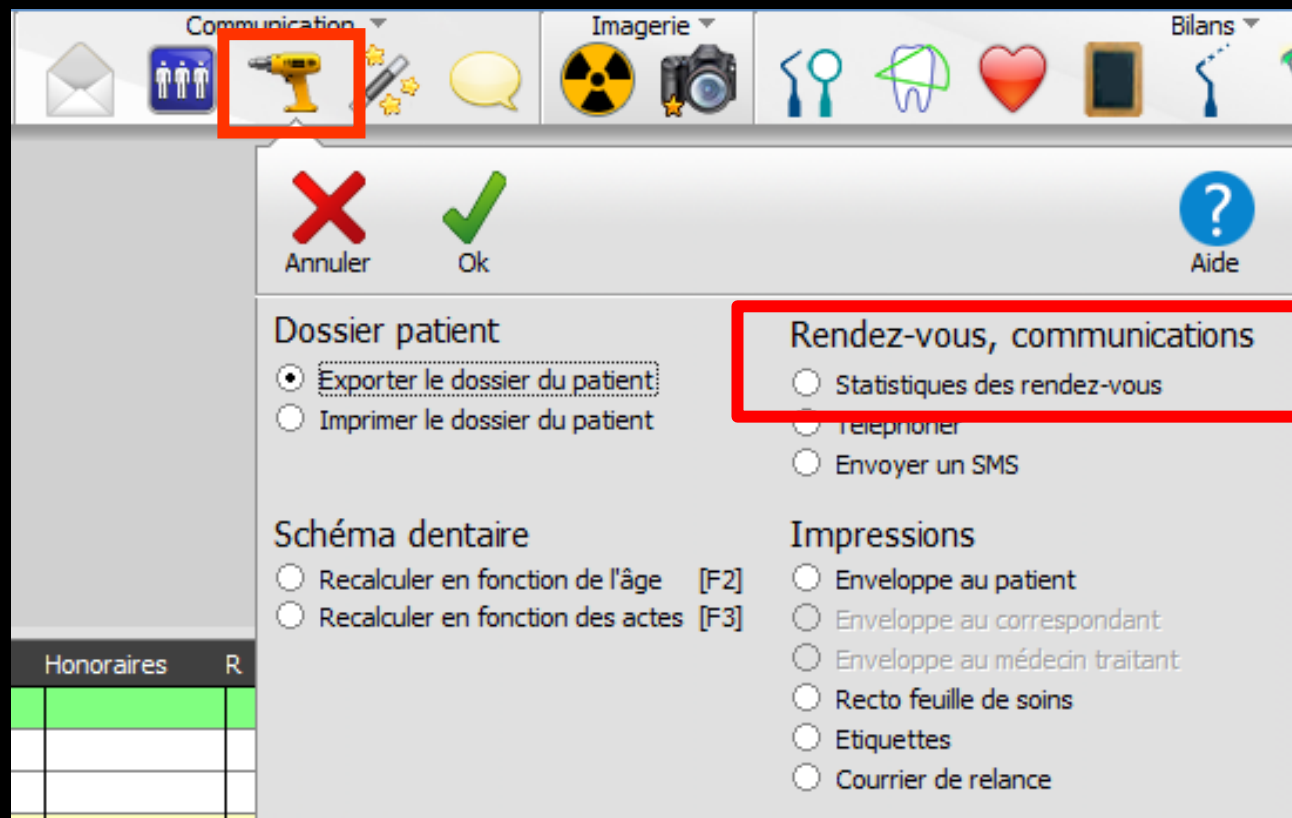 Communication
Imagerie
Bilans
Annuler
Ok
?
Aide
Dossier patient
Exporter le dossier du patient
Imprimer le dossier du patient
Rendez-vous, communications
Statistiques des rendez-vous
Téléphoner
Envoyer un SMS
Schéma dentaire
Recalculer en fonction de l'âge [F2]
Recalculer en fonction des actes [F3]
Impressions
Enveloppe au patient
Enveloppe au correspondant
Enveloppe au médecin traitant
Recto feuille de soins
Etiquettes
Courrier de relance
Honoraires R